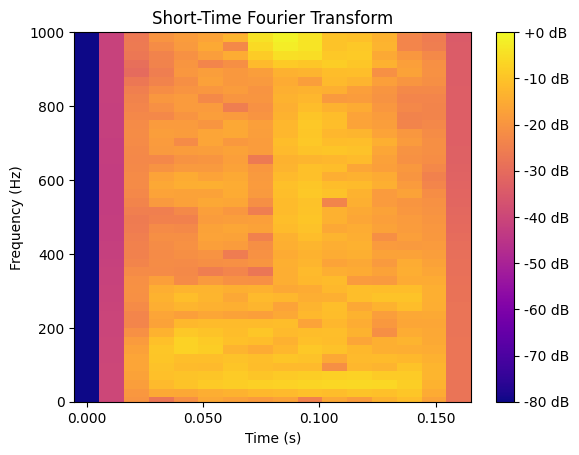 Short-Time Fourier Transform
1000
800
600
400
200
0
Frequency (Hz)
0.000
0.050
0.100
0.150
Time (s)
+0 dB
-10 dB
-20 dB
-30 dB
-40 dB
-50 dB
-60 dB
-70 dB
-80 dB